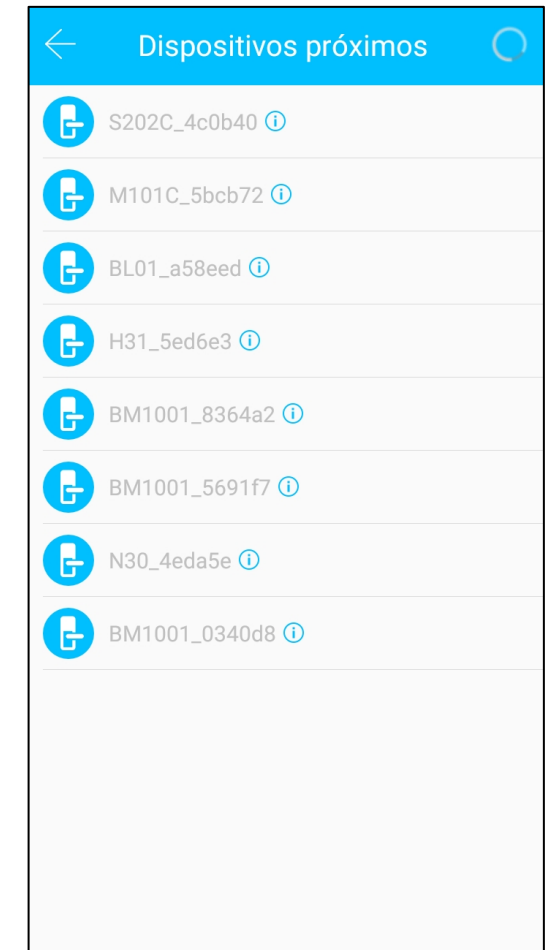 Dispositivos próximos
S202C_4c0b40
M101C_5bcb72
BL01_a58eed
H31_5ed6e3
BM1001_8364a2
BM1001_5691f7
N30_4eda5e
BM1001_0340d8